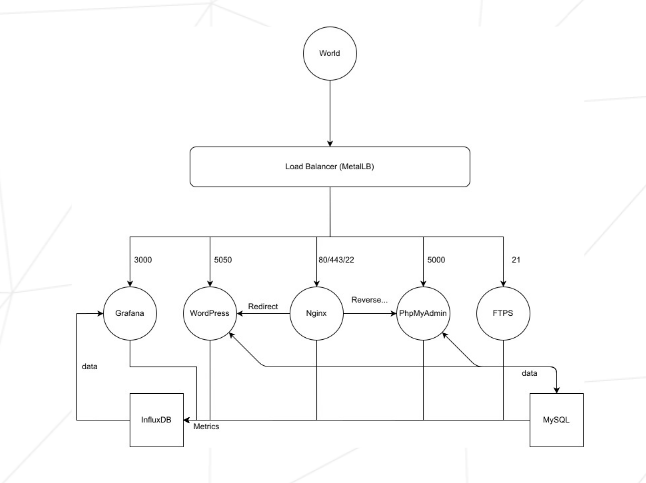 World
Load Balancer (MetalLB)
3000
5050
80/443/22
5000
21
Grafana
WordPress
Redirect
Nginx
Reverse...
PhpMyAdmin
FTPS
data
data
InfluxDB
Metrics
MySQL